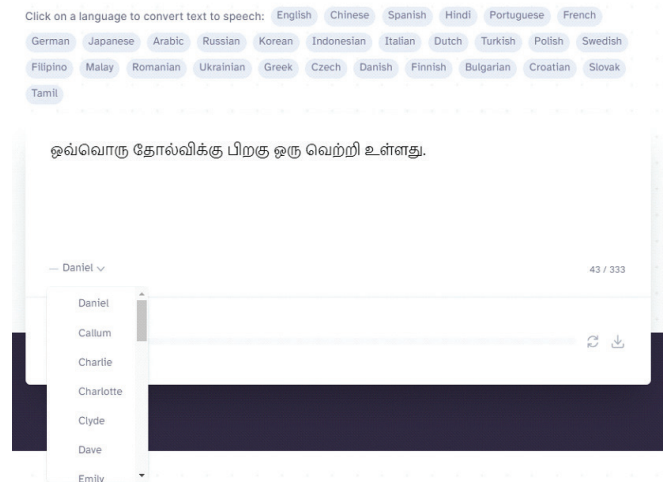 Click on a language to convert text to speech: English Chinese Spanish Hindi Portuguese French
German Japanese Arabic Russian Korean Indonesian Italian Dutch Turkish Polish Swedish
Filipino Malay Romanian Ukrainian Greek Czech Danish Finnish Bulgarian Croatian Slovak
Tamil
ஒவ்வொரு தோல்விக்கு பிறகு ஒரு வெற்றி உள்ளது.
— Daniel 43 / 333
Daniel
Callum
Charlie
Charlotte
Clyde
Dave
Emily